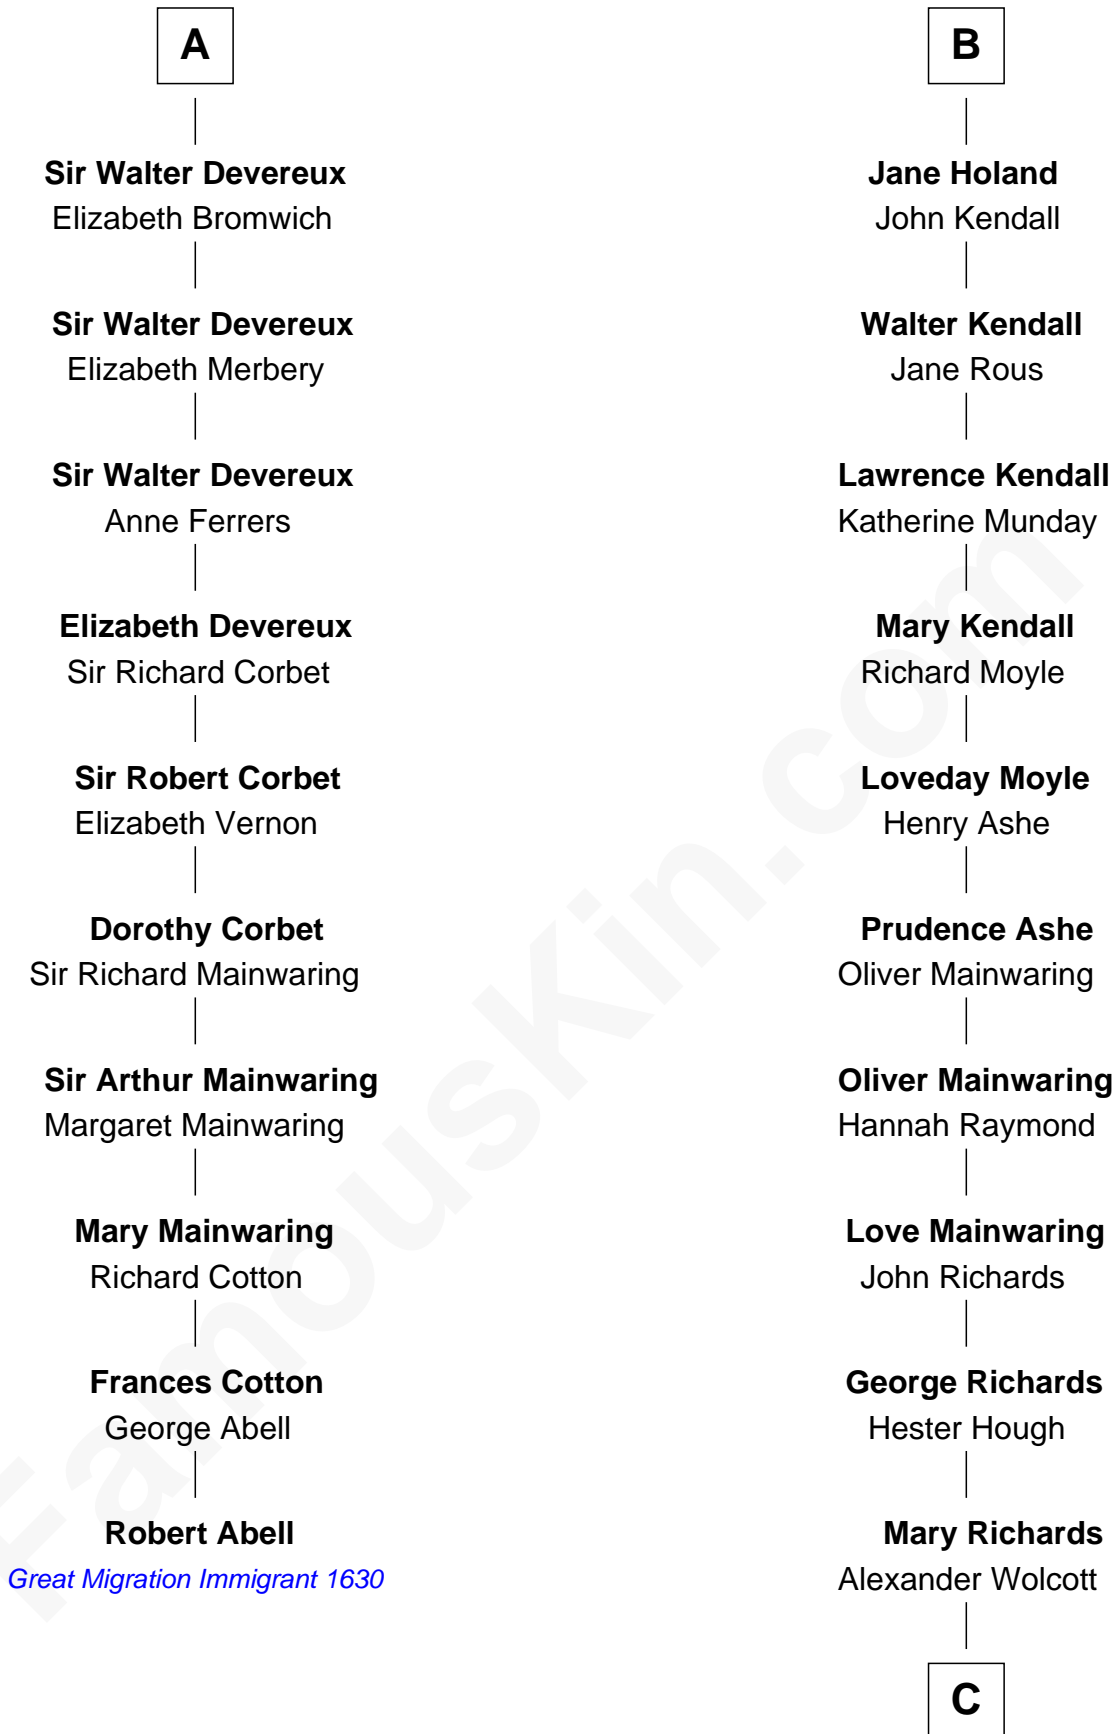 A
Sir Walter Devereux
Elizabeth Bromwich
Sir Walter Devereux
Elizabeth Merbery
Sir Walter Devereux
Anne Ferrers
Elizabeth Devereux
Sir Richard Corbet
Sir Robert Corbet
Elizabeth Vernon
Dorothy Corbet
Sir Richard Mainwaring
Sir Arthur Mainwaring
Margaret Mainwaring
Mary Mainwaring
Richard Cotton
Frances Cotton
George Abell
Robert Abell
Great Migration Immigrant 1630
B
Jane Holand
John Kendall
Walter Kendall
Jane Rous
Lawrence Kendall
Katherine Munday
Mary Kendall
Richard Moyle
Loveday Moyle
Henry Ashe
Prudence Ashe
Oliver Mainwaring
Oliver Mainwaring
Hannah Raymond
Love Mainwaring
John Richards
George Richards
Hester Hough
Mary Richards
Alexander Wolcott
C
FamousKin.com